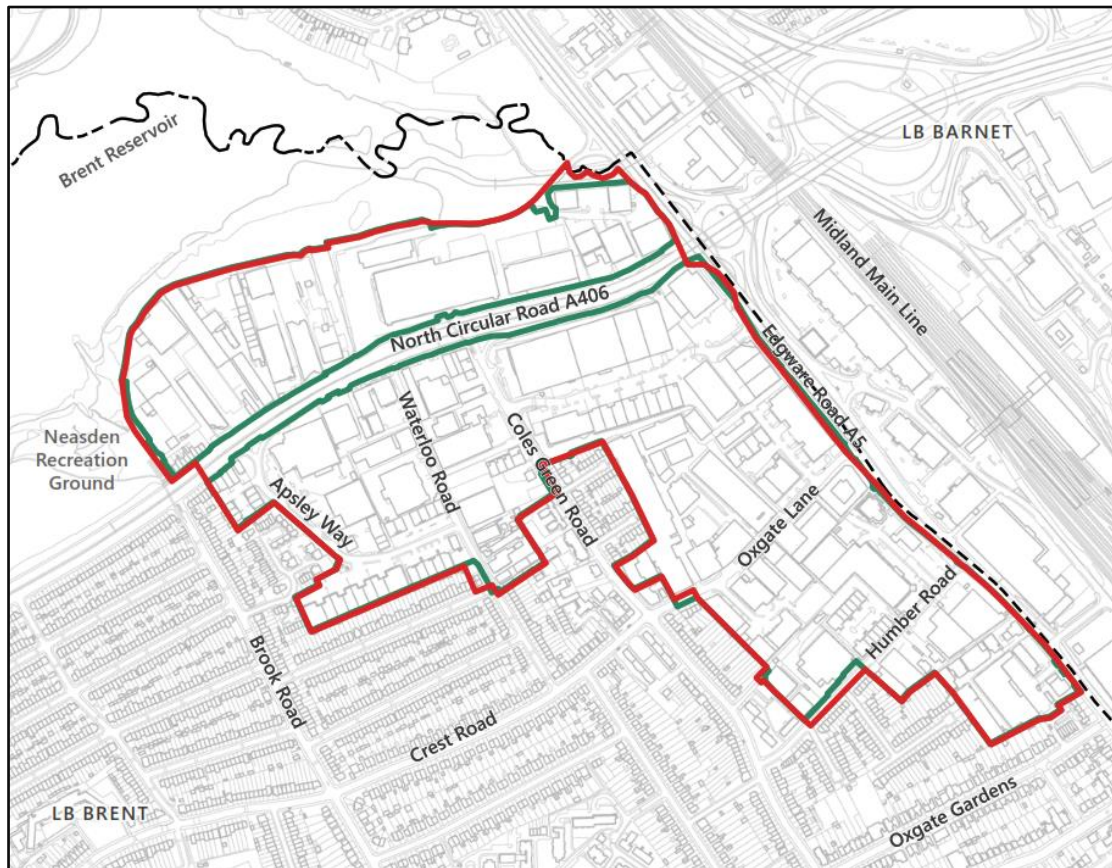 LB BARNET
Brent Reservoir
Midland Main Line
North Circular Road A406
Edgware Road A5
Neasden
Recreation
Ground
Waterloo Road
Coles Green Road
Apsley Way
Oxgate Lane
Humber Road
Brook Road
Crest Road
LB BRENT
Oxgate Gardens